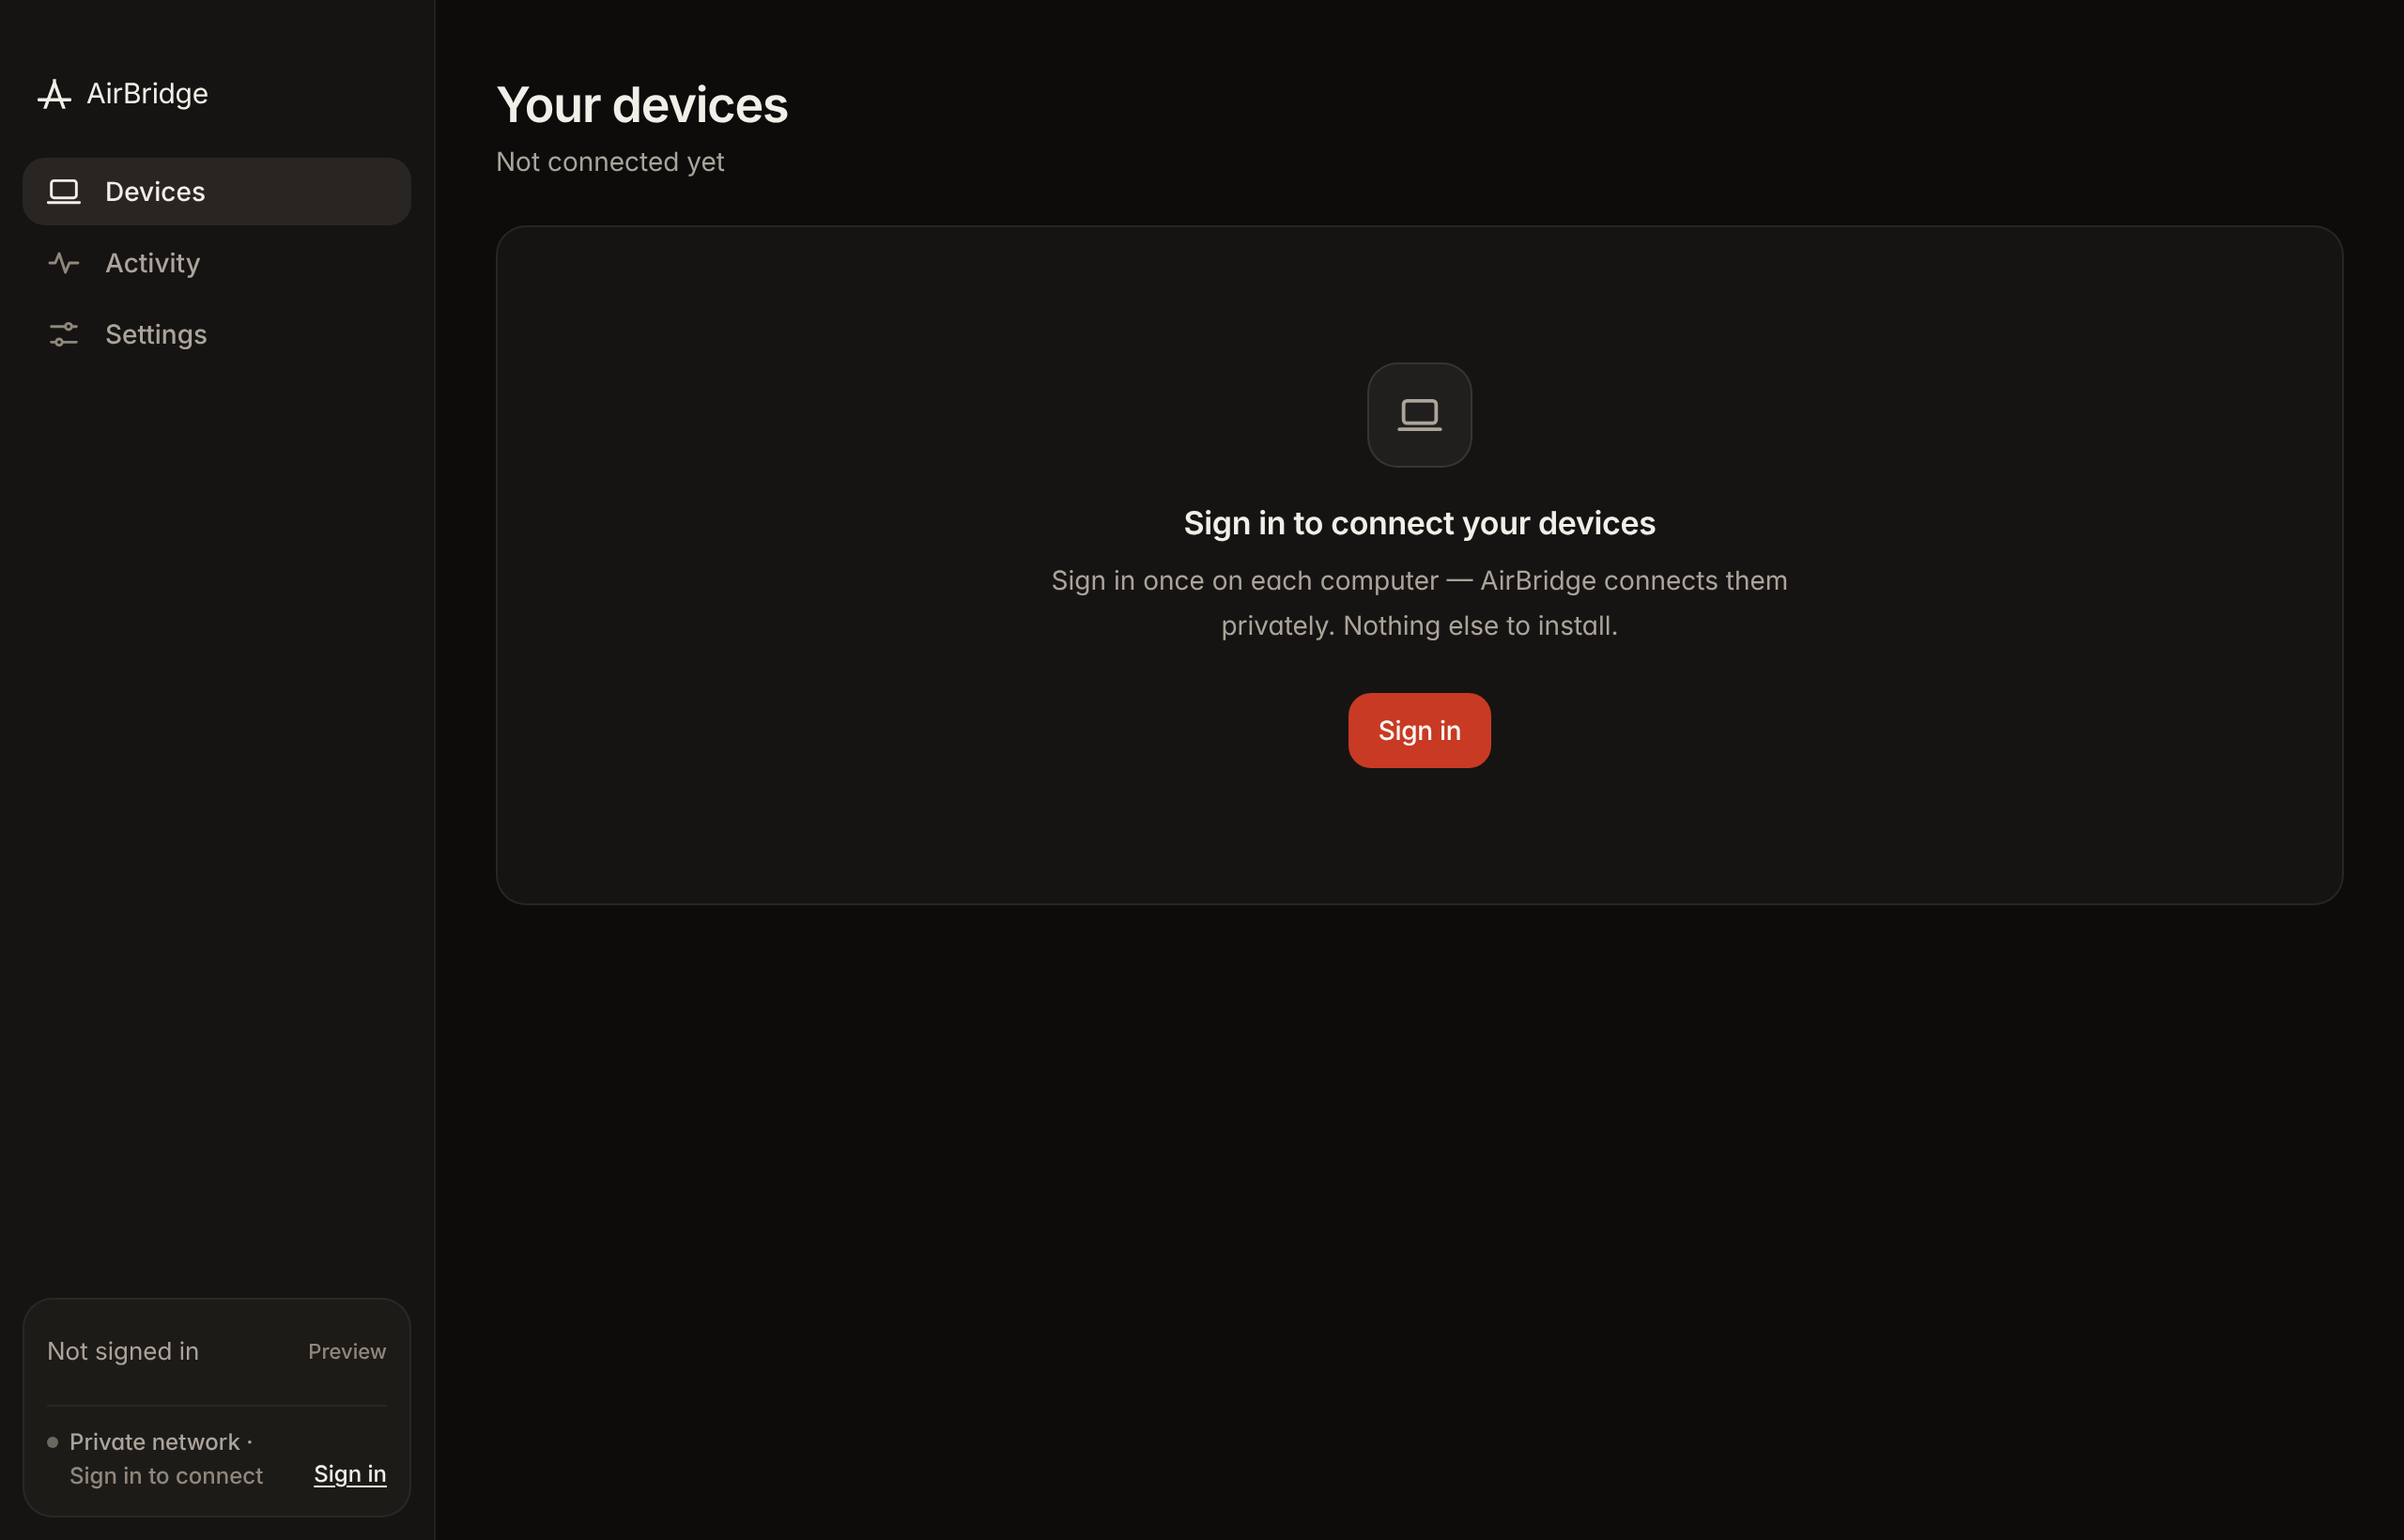 AirBridge
Devices
Activity
Settings
Not signed in
Preview
Private network ·
Sign in to connect
Sign in
Your devices
Not connected yet
Sign in to connect your devices
Sign in once on each computer — AirBridge connects them
privately. Nothing else to install.
Sign in